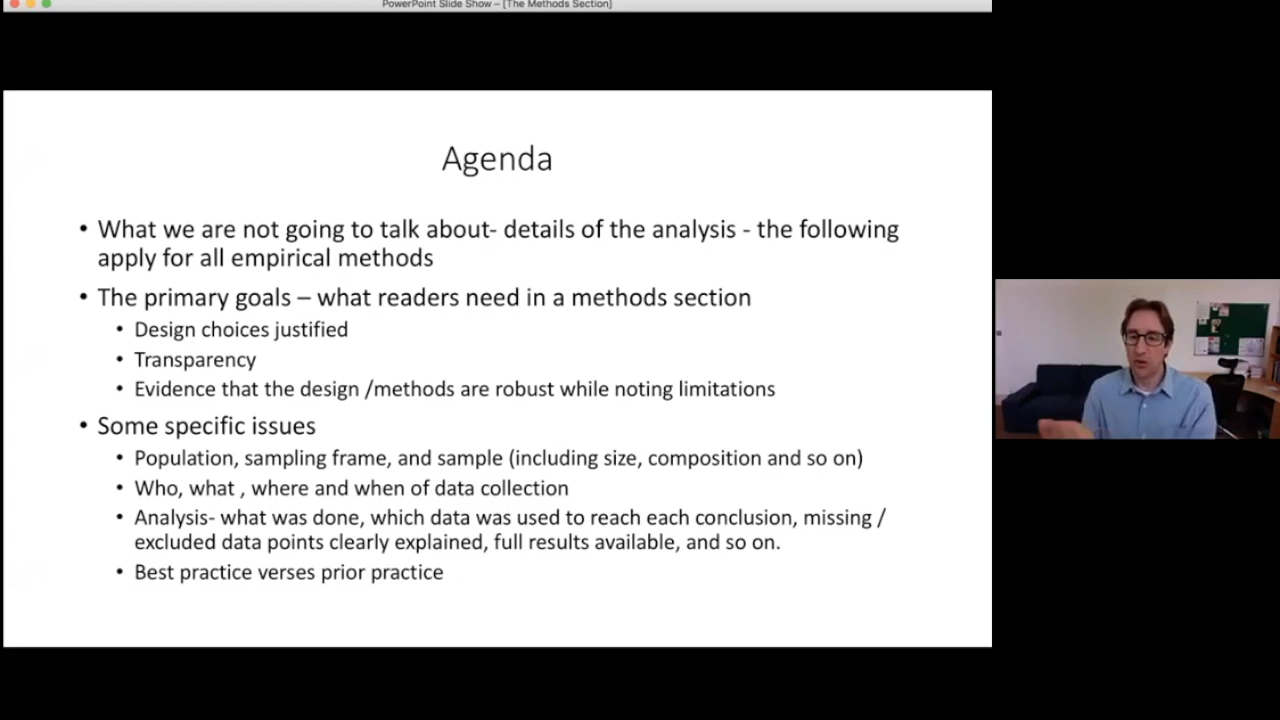 PowerPoint Slide Show – [The Methods Section]
Agenda
• What we are not going to talk about- details of the analysis - the following
apply for all empirical methods
• The primary goals – what readers need in a methods section
• Design choices justified
• Transparency
• Evidence that the design /methods are robust while noting limitations
• Some specific issues
• Population, sampling frame, and sample (including size, composition and so on)
• Who, what , where and when of data collection
• Analysis- what was done, which data was used to reach each conclusion, missing /
excluded data points clearly explained, full results available, and so on.
• Best practice verses prior practice